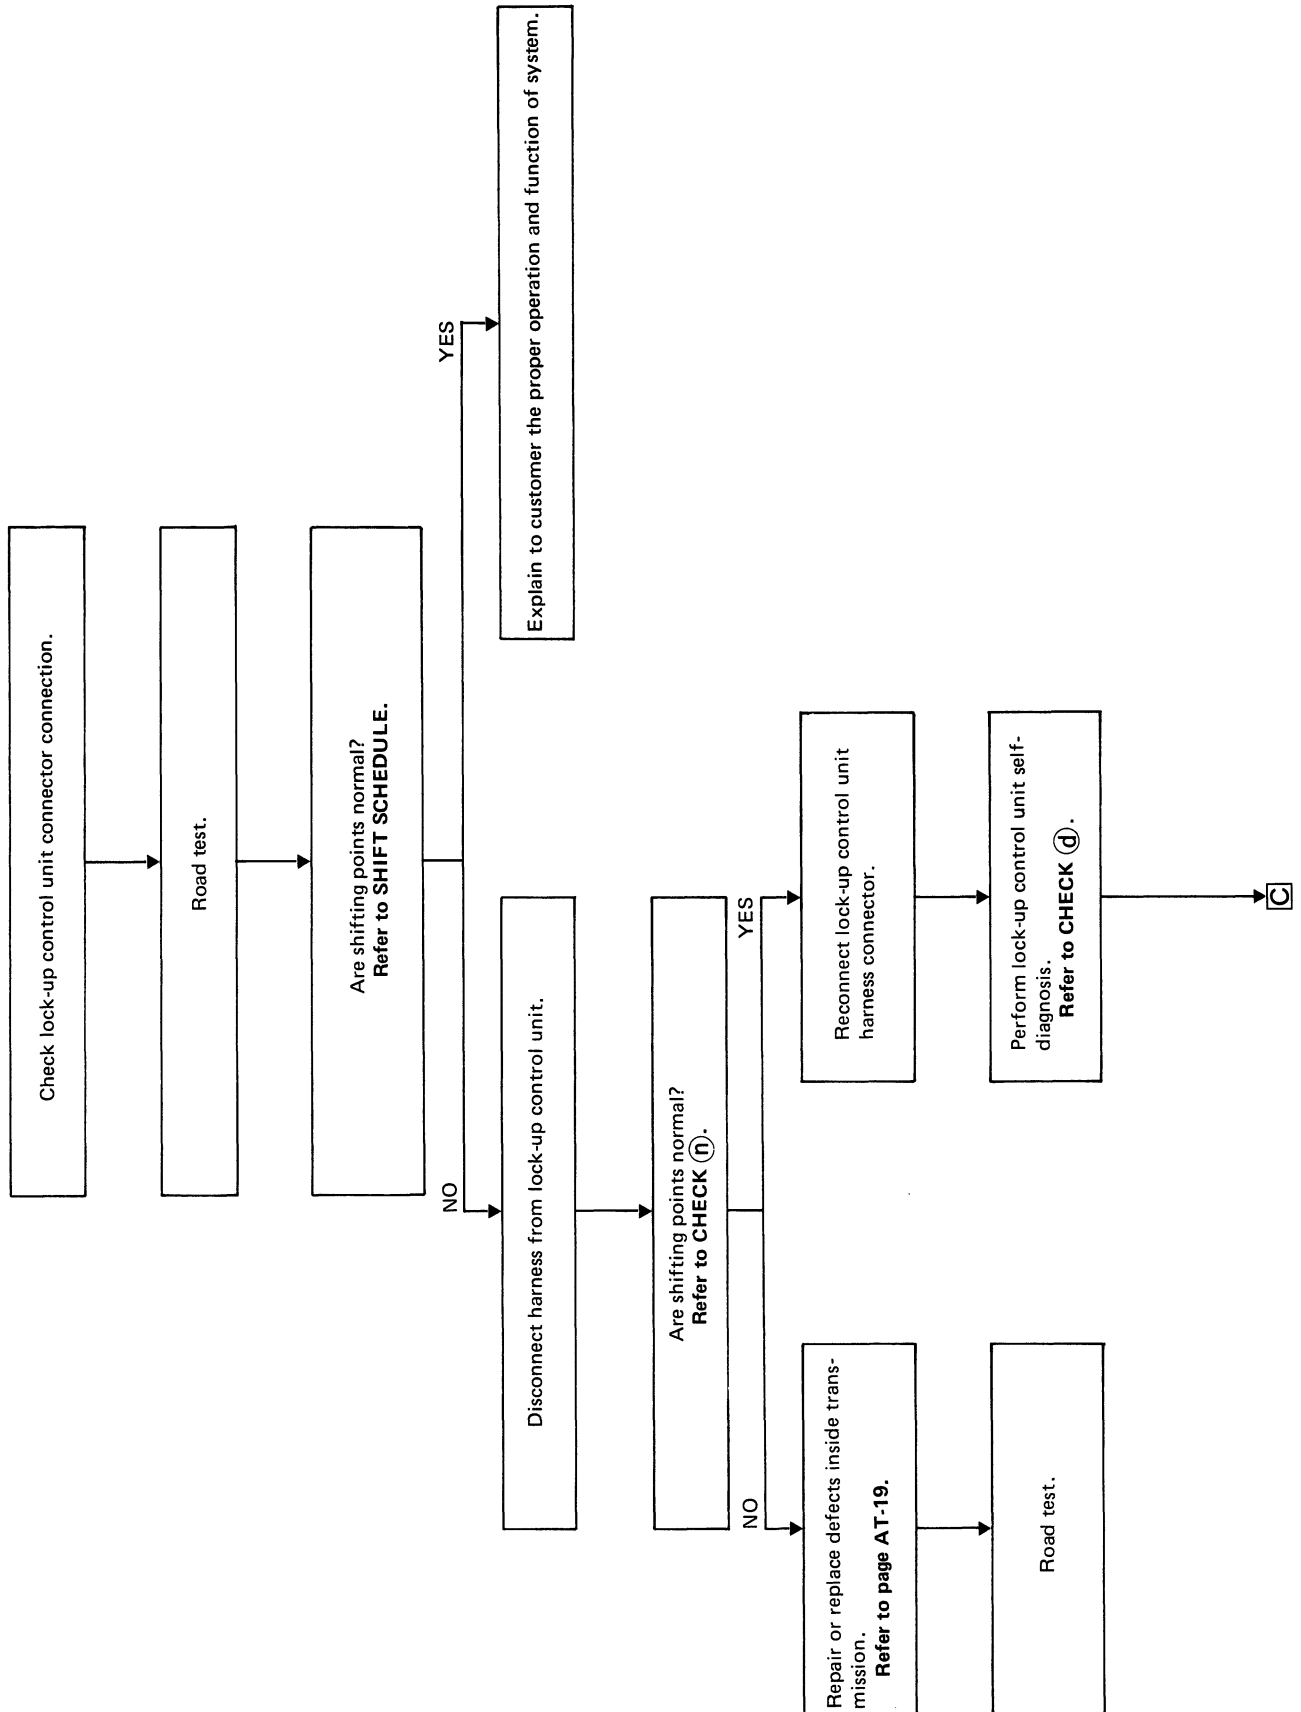 Check lock-up control unit connector connection.
Road test.
Are shifting points normal?
Refer to SHIFT SCHEDULE.
NO
YES
Disconnect harness from lock-up control unit.
Explain to customer the proper operation and function of system.
Are shifting points normal?
Refer to CHECK ⓝ.
NO
YES
Repair or replace defects inside trans-
mission.
Refer to page AT-19.
Reconnect lock-up control unit
harness connector.
Road test.
Perform lock-up control unit self-
diagnosis.
Refer to CHECK ⓓ.
C